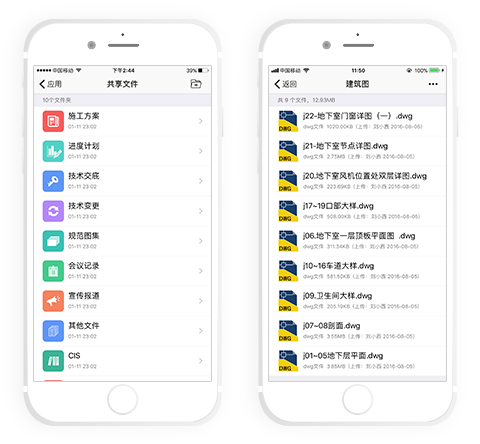 中国移动
下午2:44
39%
应用
共享文件
10个文件夹
施工方案
01-11 23:02
进度计划
01-11 23:02
技术交底
01-11 23:02
技术变更
01-11 23:02
规范图集
01-11 23:02
会议记录
01-11 23:02
宣传报道
01-11 23:02
其他文件
01-11 23:02
CIS
01-11 23:02
中国移动
11:50
100%
返回
建筑图
共 9 个文件，12.93MB
DWG
j22-地下室门窗详图（一）.dwg
dwg文件 1020.00KB (上传：刘小西 2016-08-05)
DWG
j21-地下室节点详图.dwg
dwg文件 2.75MB (上传：刘小西 2016-08-05)
DWG
j20.地下室风机位置处双层详图.dwg
dwg文件 223.69KB (上传：刘小西 2016-08-05)
DWG
j17~19口部大样.dwg
dwg文件 506.00KB (上传：刘小西 2016-08-05)
DWG
j06.地下室一层顶板平面图 .dwg
dwg文件 311.34KB (上传：刘小西 2016-08-05)
DWG
j10~16车道大样.dwg
dwg文件 581.50KB (上传：刘小西 2016-08-05)
DWG
j09.卫生间大样.dwg
dwg文件 205.19KB (上传：刘小西 2016-08-05)
DWG
j07~08剖面.dwg
dwg文件 3.55MB (上传：刘小西 2016-08-05)
DWG
j01~05地下层平面.dwg
dwg文件 3.85MB (上传：刘小西 2016-08-05)